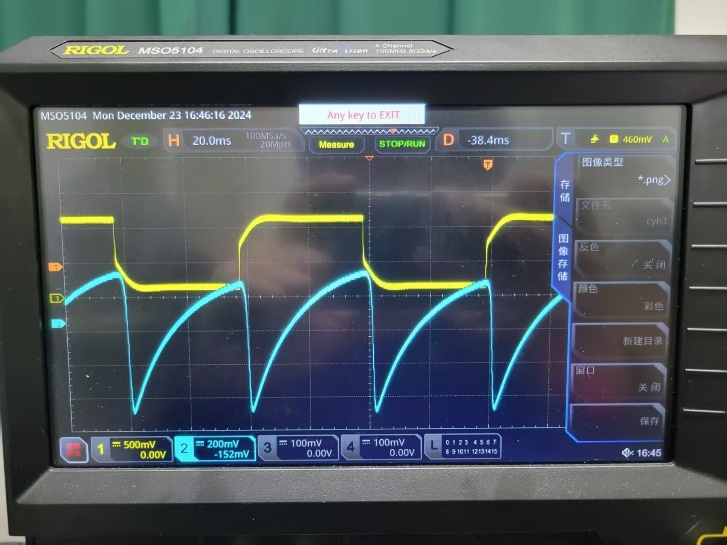 RIGOL MSO5104 DIGITAL OSCILLOSCOPE UltraVision 4 Channel 100MHz 8GSa/s
MSO5104 Mon December 23 16:46:16 2024
Any key to EXIT
RIGOL T'D H 20.0ms 100MSa/s 20Mpts Measure STOP/RUN D -38.4ms T 1 460mV A
图像类型
*.png
存储
文件名
cyh1
图像存储
反色
关闭
颜色
彩色
新建目录
窗口
关闭
保存
1 500mV 0.00V
2 200mV -152mV
3 100mV 0.00V
4 100mV 0.00V
L 0 1 2 3 4 5 6 7
8 9 10 11 12 13 14 15
16:45